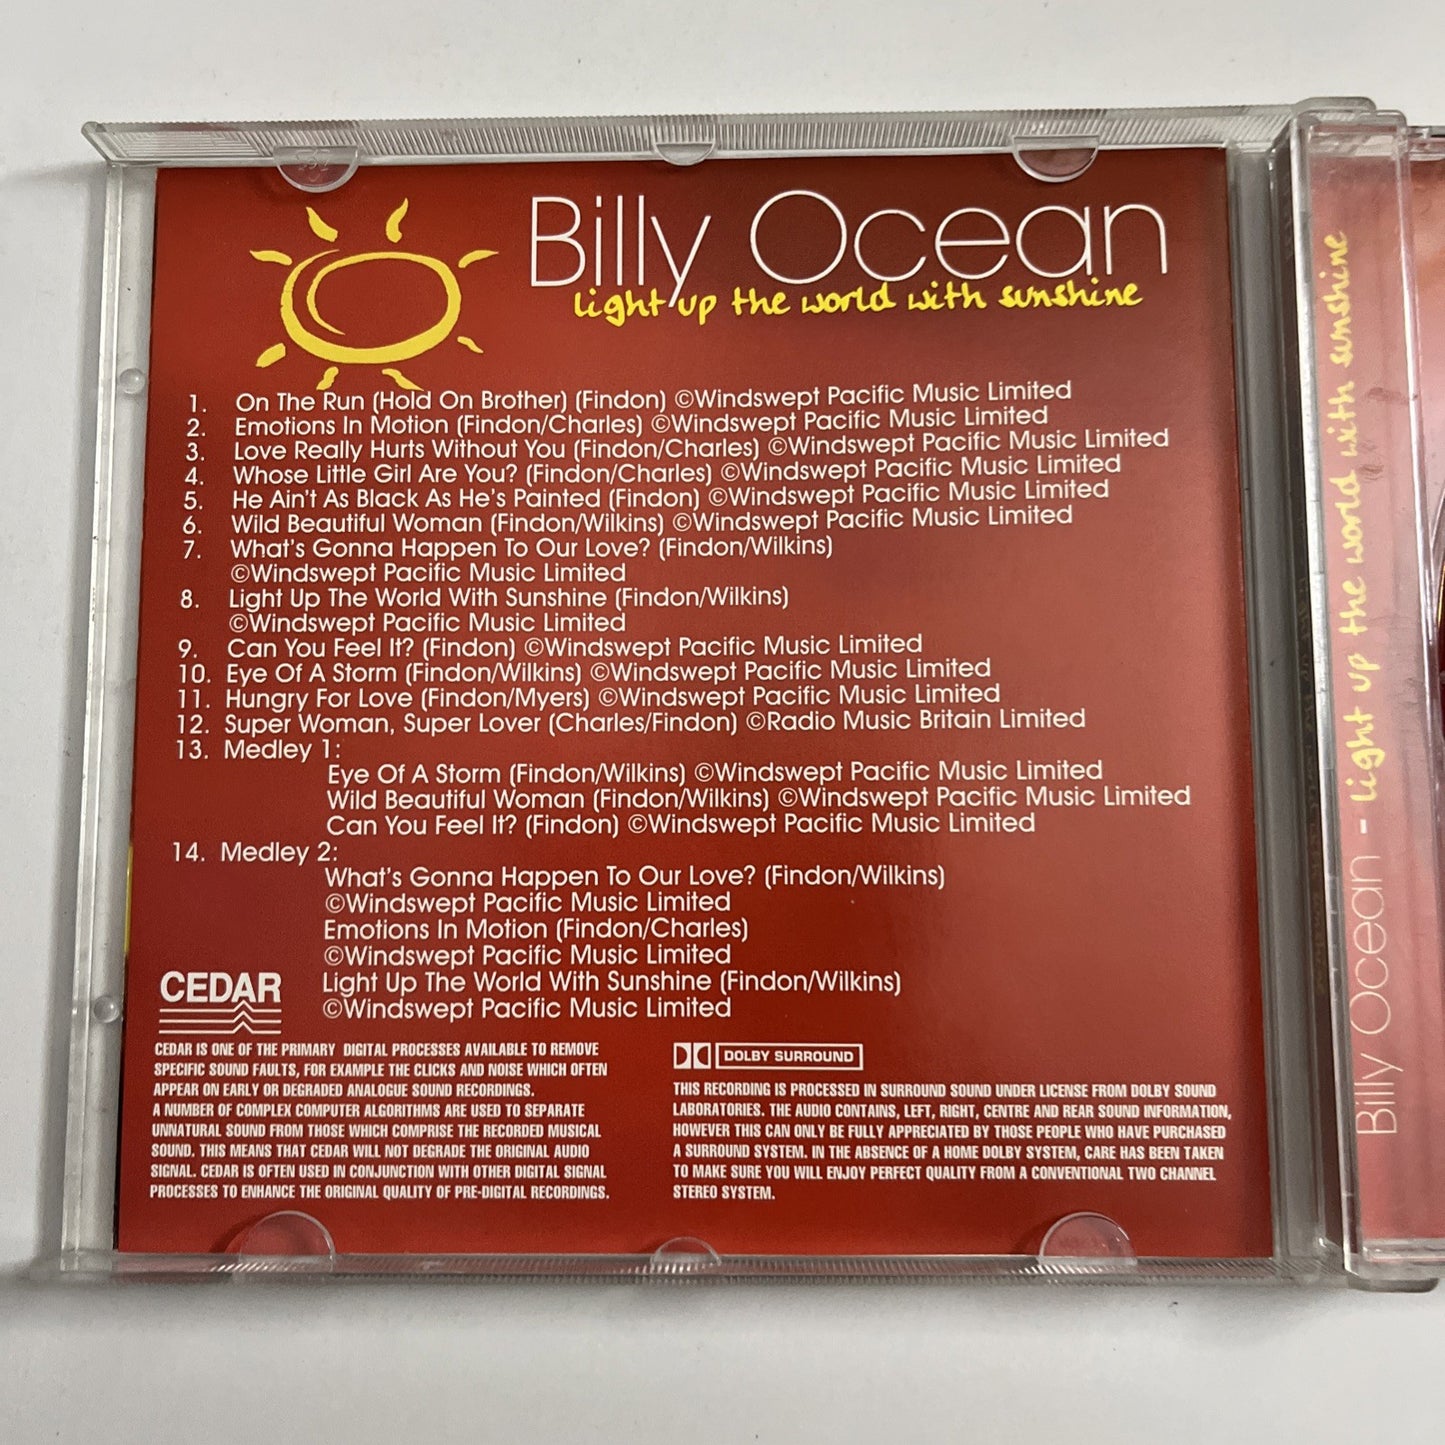 Billy Ocean
light up the world with sunshine
1. On The Run (Hold On Brother) (Findon) ©Windswept Pacific Music Limited
2. Emotions In Motion (Findon/Charles) ©Windswept Pacific Music Limited
3. Love Really Hurts Without You (Findon/Charles) ©Windswept Pacific Music Limited
4. Whose Little Girl Are You? (Findon/Charles) ©Windswept Pacific Music Limited
5. He Ain't As Black As He's Painted (Findon) ©Windswept Pacific Music Limited
6. Wild Beautiful Woman (Findon/Wilkins) ©Windswept Pacific Music Limited
7. What's Gonna Happen To Our Love? (Findon/Wilkins)
©Windswept Pacific Music Limited
8. Light Up The World With Sunshine (Findon/Wilkins)
©Windswept Pacific Music Limited
9. Can You Feel It? (Findon) ©Windswept Pacific Music Limited
10. Eye Of A Storm (Findon/Wilkins) ©Windswept Pacific Music Limited
11. Hungry For Love (Findon/Myers) ©Windswept Pacific Music Limited
12. Super Woman, Super Lover (Charles/Findon) ©Radio Music Britain Limited
13. Medley 1:
Eye Of A Storm (Findon/Wilkins) ©Windswept Pacific Music Limited
Wild Beautiful Woman (Findon/Wilkins) ©Windswept Pacific Music Limited
Can You Feel It? (Findon) ©Windswept Pacific Music Limited
14. Medley 2:
What's Gonna Happen To Our Love? (Findon/Wilkins)
©Windswept Pacific Music Limited
Emotions In Motion (Findon/Charles)
©Windswept Pacific Music Limited
Light Up The World With Sunshine (Findon/Wilkins)
©Windswept Pacific Music Limited
CEDAR
CEDAR IS ONE OF THE PRIMARY DIGITAL PROCESSES AVAILABLE TO REMOVE
SPECIFIC SOUND FAULTS, FOR EXAMPLE THE CLICKS AND NOISE WHICH OFTEN
APPEAR ON EARLY OR DEGRADED ANALOGUE SOUND RECORDINGS.
A NUMBER OF COMPLEX COMPUTER ALGORITHMS ARE USED TO SEPARATE
UNNATURAL SOUND FROM THOSE WHICH COMPRISE THE RECORDED MUSICAL
SOUND. THIS MEANS THAT CEDAR WILL NOT DEGRADE THE ORIGINAL AUDIO
SIGNAL. CEDAR IS OFTEN USED IN CONJUNCTION WITH OTHER DIGITAL SIGNAL
PROCESSES TO ENHANCE THE ORIGINAL QUALITY OF PRE-DIGITAL RECORDINGS.
DOLBY SURROUND
THIS RECORDING IS PROCESSED IN SURROUND SOUND UNDER LICENSE FROM DOLBY SOUND
LABORATORIES. THE AUDIO CONTAINS, LEFT, RIGHT, CENTRE AND REAR SOUND INFORMATION,
HOWEVER THIS CAN ONLY BE FULLY APPRECIATED BY THOSE PEOPLE WHO HAVE PURCHASED
A SURROUND SYSTEM. IN THE ABSENCE OF A HOME DOLBY SYSTEM, CARE HAS BEEN TAKEN
TO MAKE SURE YOU WILL ENJOY PERFECT QUALITY FROM A CONVENTIONAL TWO CHANNEL
STEREO SYSTEM.
Billy Ocean - light up the world with sunshine